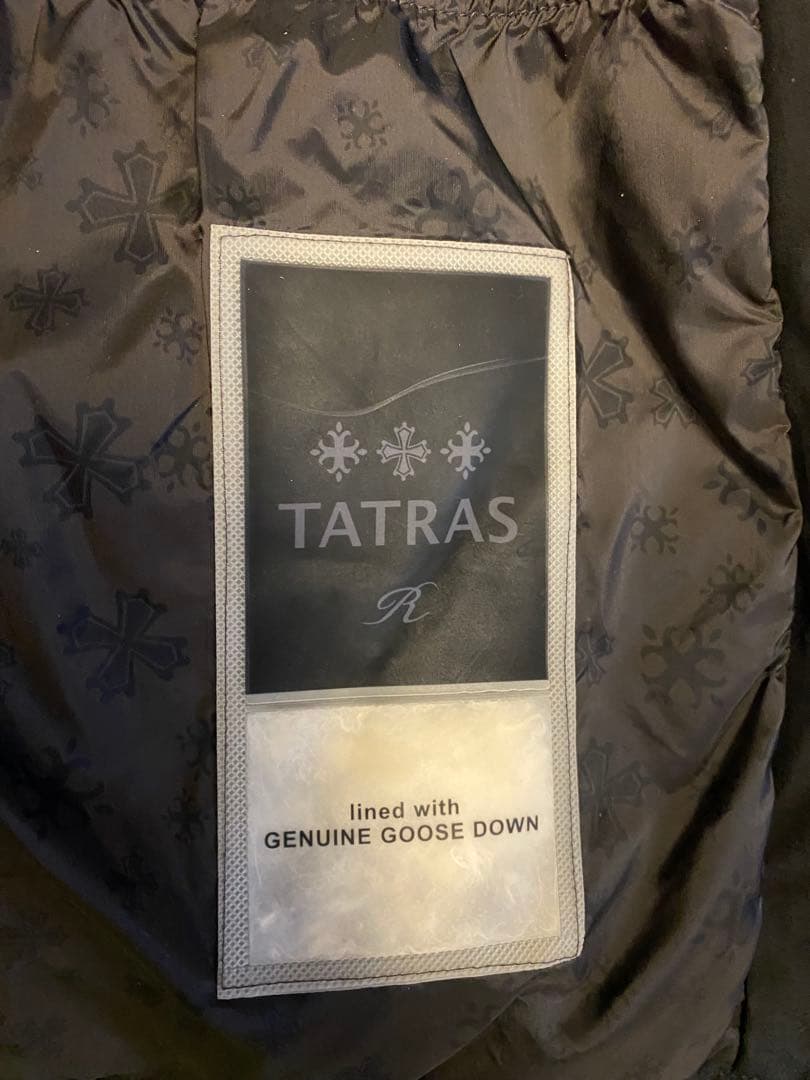 TATRAS
R
lined with
GENUINE GOOSE DOWN